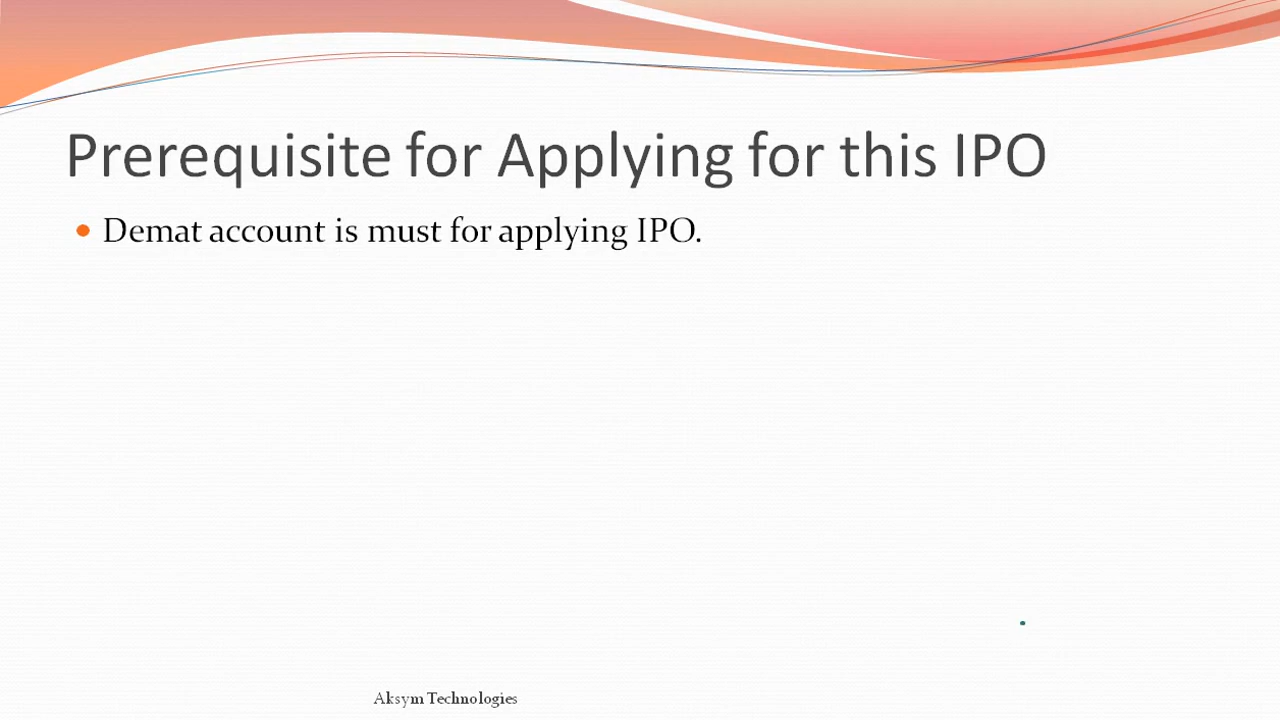 Prerequisite for Applying for this IPO
Demat account is must for applying IPO.
Aksym Technologies